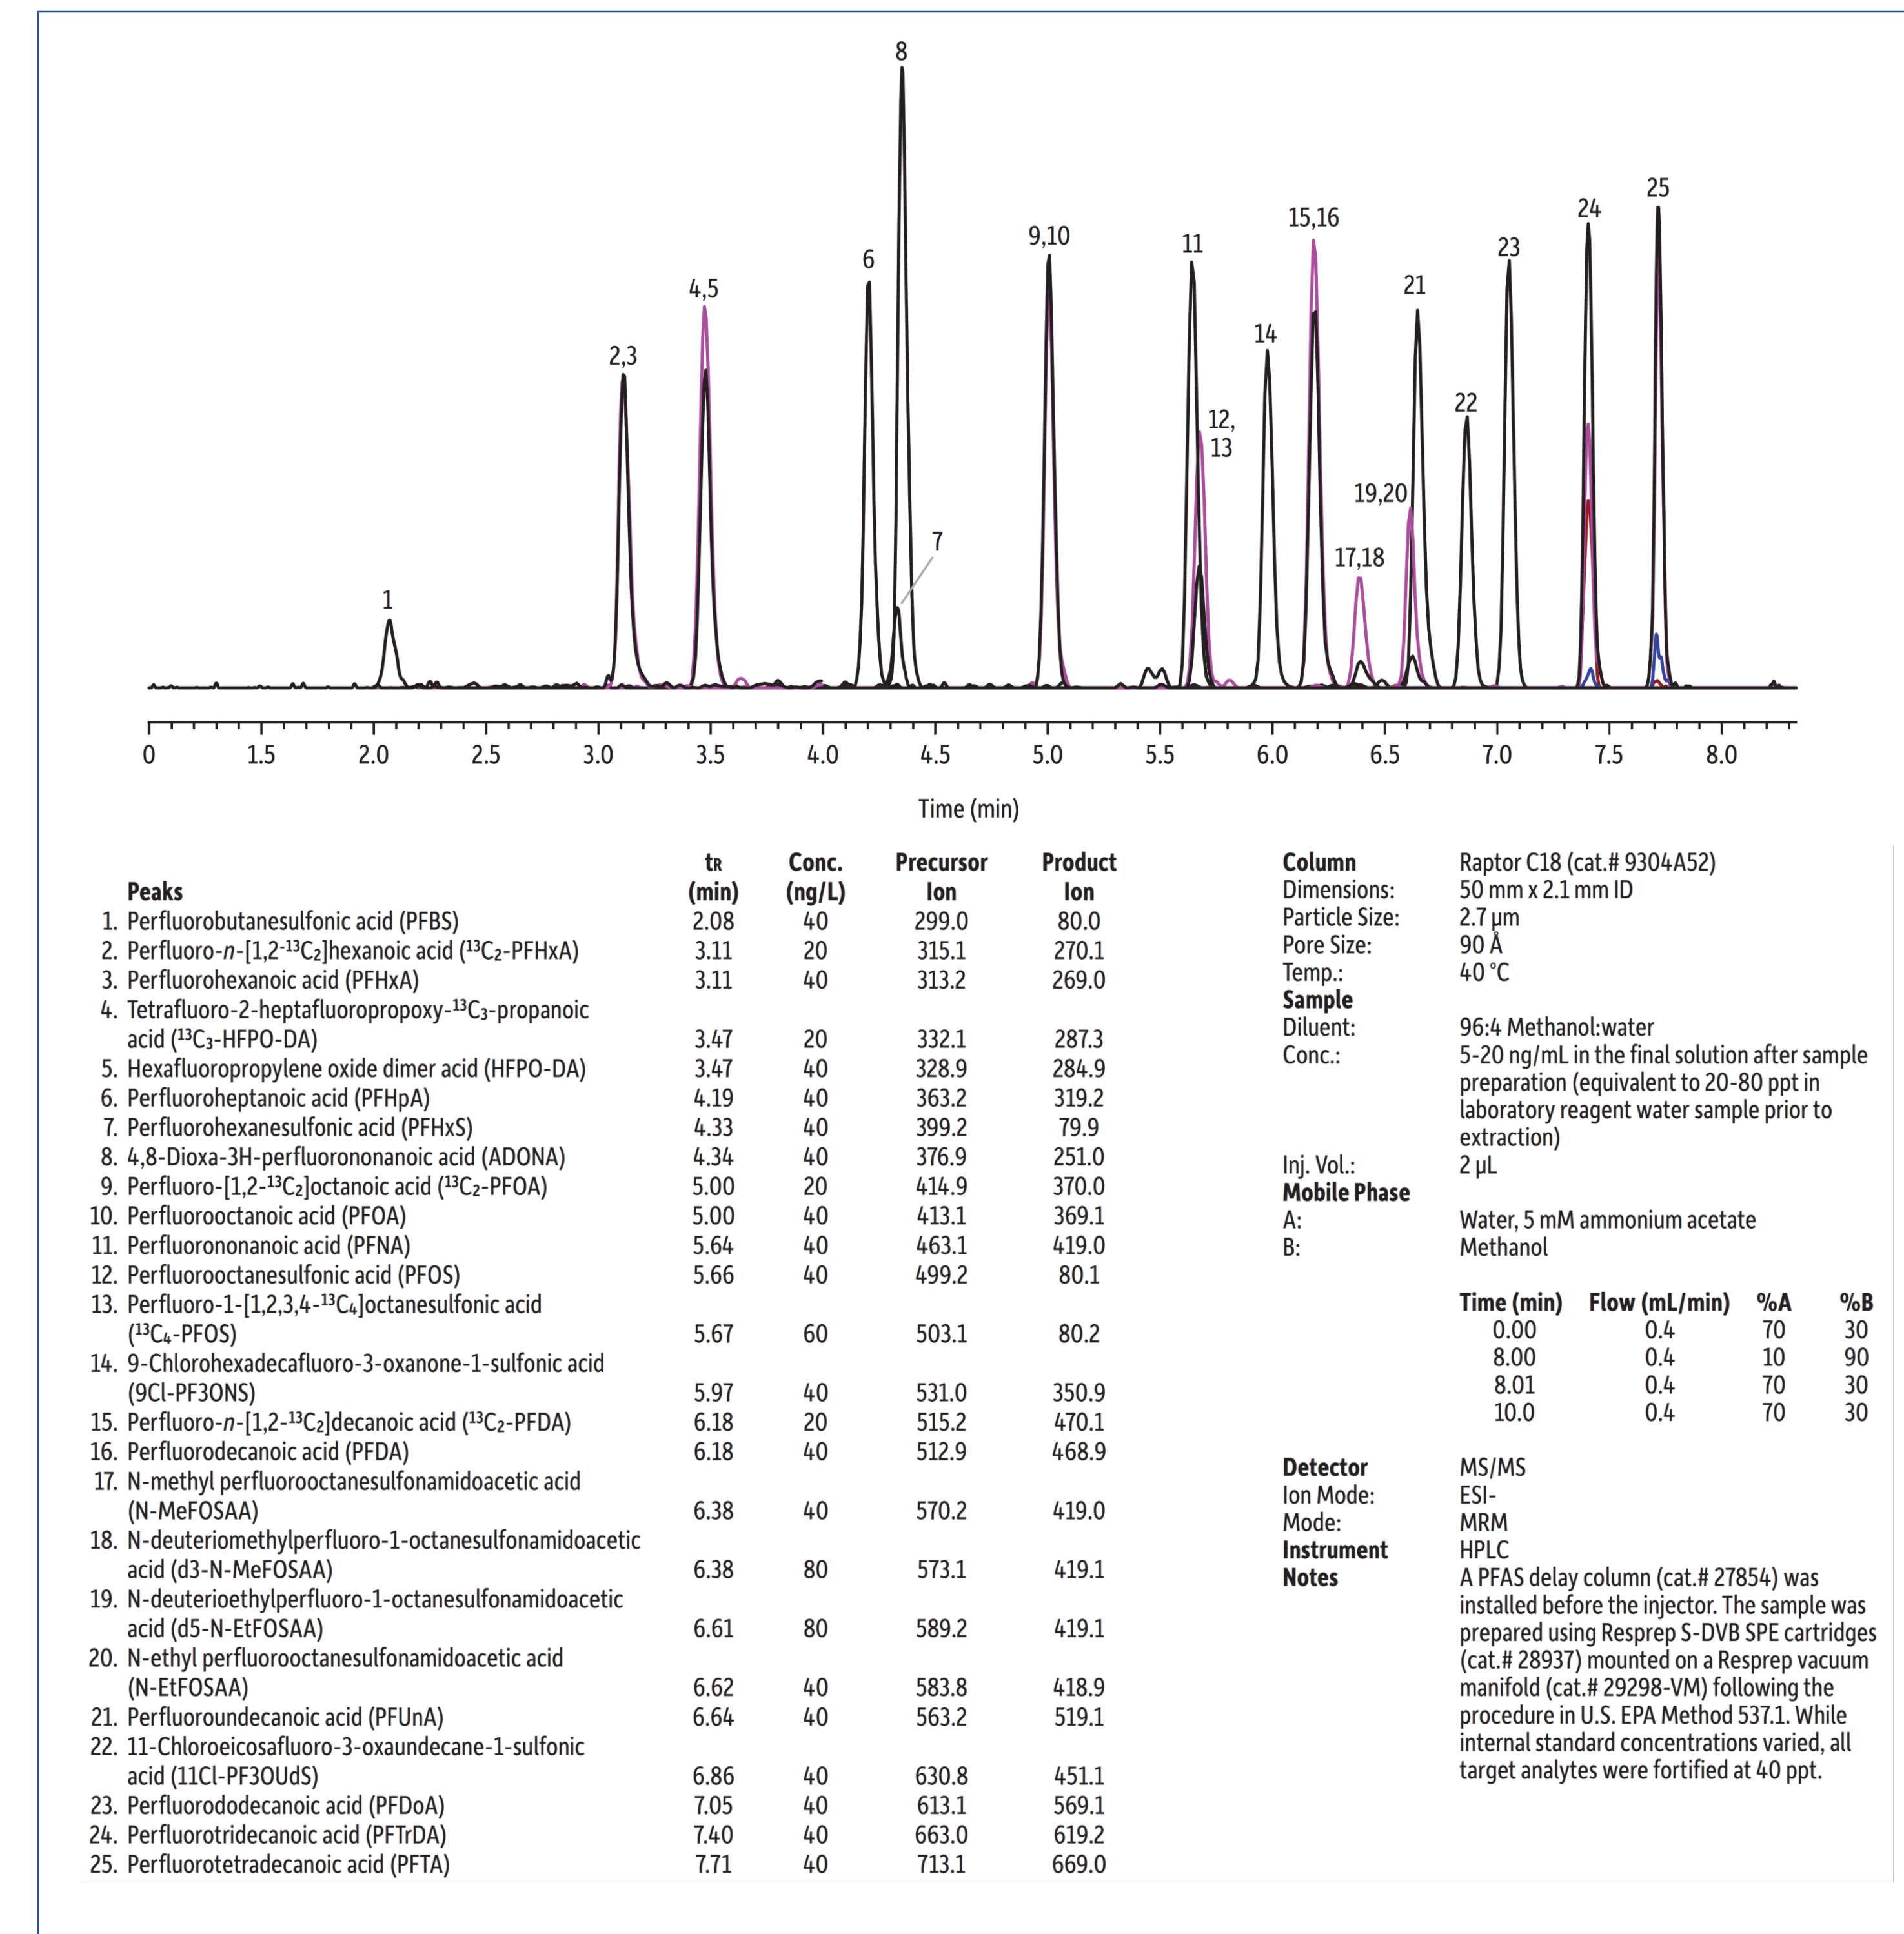 8
25
24
15,16
9,10
11
23
6
21
4,5
14
2,3
22
12,
13
19,20
7
17,18
1
0 1.5 2.0 2.5 3.0 3.5 4.0 4.5 5.0 5.5 6.0 6.5 7.0 7.5 8.0
Time (min)
tR Conc. Precursor Product
Peaks (min) (ng/L) Ion Ion
1. Perfluorobutanesulfonic acid (PFBS) 2.08 40 299.0 80.0
2. Perfluoro-n-[1,2-¹³C₂]hexanoic acid (¹³C₂-PFHxA) 3.11 20 315.1 270.1
3. Perfluorohexanoic acid (PFHxA) 3.11 40 313.2 269.0
4. Tetrafluoro-2-heptafluoropropoxy-¹³C₃-propanoic
acid (¹³C₃-HFPO-DA) 3.47 20 332.1 287.3
5. Hexafluoropropylene oxide dimer acid (HFPO-DA) 3.47 40 328.9 284.9
6. Perfluoroheptanoic acid (PFHpA) 4.19 40 363.2 319.2
7. Perfluorohexanesulfonic acid (PFHxS) 4.33 40 399.2 79.9
8. 4,8-Dioxa-3H-perfluorononanoic acid (ADONA) 4.34 40 376.9 251.0
9. Perfluoro-[1,2-¹³C₂]octanoic acid (¹³C₂-PFOA) 5.00 20 414.9 370.0
10. Perfluorooctanoic acid (PFOA) 5.00 40 413.1 369.1
11. Perfluorononanoic acid (PFNA) 5.64 40 463.1 419.0
12. Perfluorooctanesulfonic acid (PFOS) 5.66 40 499.2 80.1
13. Perfluoro-1-[1,2,3,4-¹³C₄]octanesulfonic acid
(¹³C₄-PFOS) 5.67 60 503.1 80.2
14. 9-Chlorohexadecafluoro-3-oxanone-1-sulfonic acid
(9Cl-PF3ONS) 5.97 40 531.0 350.9
15. Perfluoro-n-[1,2-¹³C₂]decanoic acid (¹³C₂-PFDA) 6.18 20 515.2 470.1
16. Perfluorodecanoic acid (PFDA) 6.18 40 512.9 468.9
17. N-methyl perfluorooctanesulfonamidoacetic acid
(N-MeFOSAA) 6.38 40 570.2 419.0
18. N-deuteriomethylperfluoro-1-octanesulfonamidoacetic
acid (d3-N-MeFOSAA) 6.38 80 573.1 419.1
19. N-deuterioethylperfluoro-1-octanesulfonamidoacetic
acid (d5-N-EtFOSAA) 6.61 80 589.2 419.1
20. N-ethyl perfluorooctanesulfonamidoacetic acid
(N-EtFOSAA) 6.62 40 583.8 418.9
21. Perfluoroundecanoic acid (PFUnA) 6.64 40 563.2 519.1
22. 11-Chloroeicosafluoro-3-oxaundecane-1-sulfonic
acid (11Cl-PF3OUdS) 6.86 40 630.8 451.1
23. Perfluorododecanoic acid (PFDoA) 7.05 40 613.1 569.1
24. Perfluorotridecanoic acid (PFTrDA) 7.40 40 663.0 619.2
25. Perfluorotetradecanoic acid (PFTA) 7.71 40 713.1 669.0
Column Raptor C18 (cat.# 9304A52)
Dimensions: 50 mm x 2.1 mm ID
Particle Size: 2.7 µm
Pore Size: 90 Å
Temp.: 40 °C
Sample
Diluent: 96:4 Methanol:water
Conc.: 5-20 ng/mL in the final solution after sample
preparation (equivalent to 20-80 ppt in
laboratory reagent water sample prior to
extraction)
Inj. Vol.: 2 µL
Mobile Phase
A: Water, 5 mM ammonium acetate
B: Methanol
Time (min) Flow (mL/min) %A %B
0.00 0.4 70 30
8.00 0.4 10 90
8.01 0.4 70 30
10.0 0.4 70 30
Detector MS/MS
Ion Mode: ESI-
Mode: MRM
Instrument HPLC
Notes A PFAS delay column (cat.# 27854) was
installed before the injector. The sample was
prepared using Resprep S-DVB SPE cartridges
(cat.# 28937) mounted on a Resprep vacuum
manifold (cat.# 29298-VM) following the
procedure in U.S. EPA Method 537.1. While
internal standard concentrations varied, all
target analytes were fortified at 40 ppt.